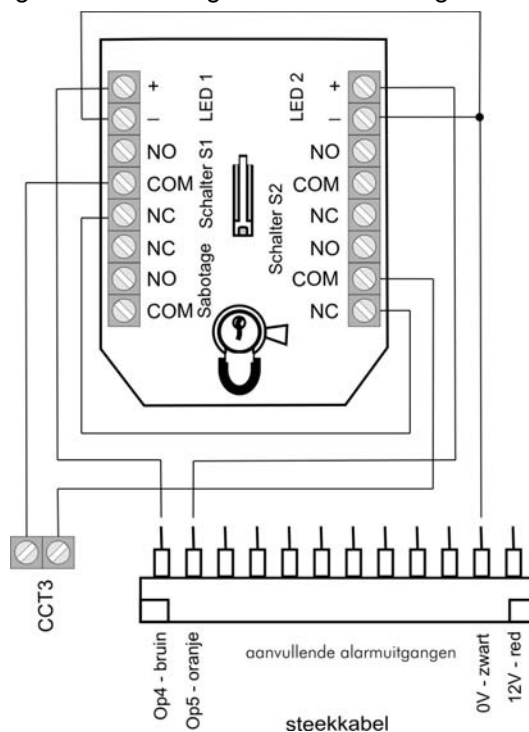 +
–
NO
COM
NC
NC
NO
COM
LED 1
Schalter S1
Sabotage
LED 2
Schalter S2
+
–
NO
COM
NC
NO
COM
NC
CCT3
Op4 - bruin
Op5 - oranje
aanvullende alarmuitgangen
0V - zwart
12V - red
steekkabel